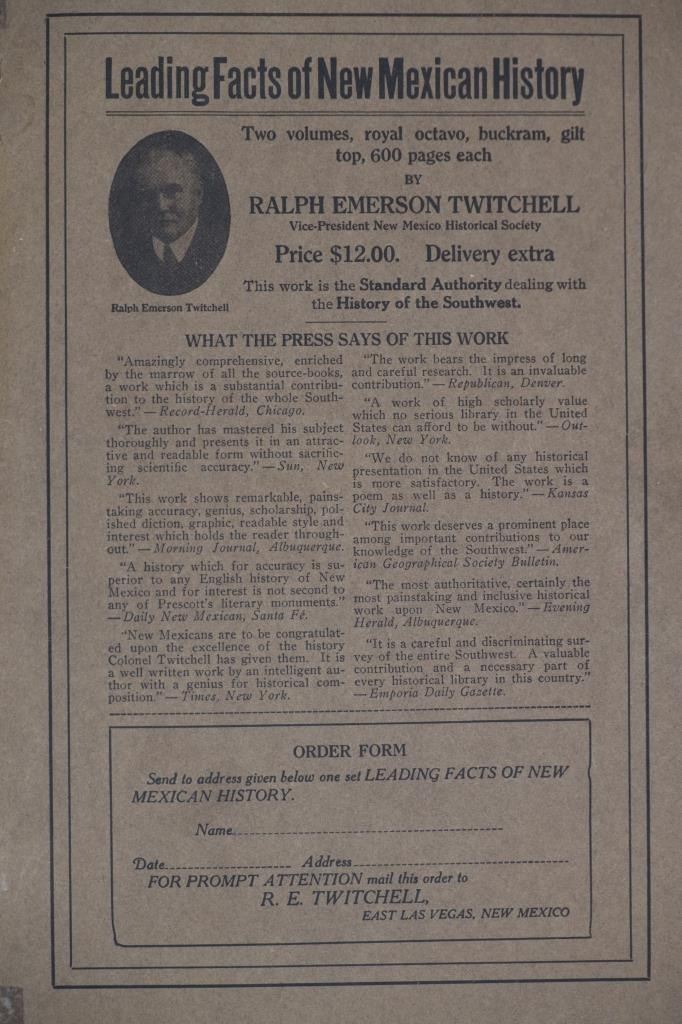 Leading Facts of New Mexican History
Two volumes, royal octavo, buckram, gilt
top, 600 pages each
BY
RALPH EMERSON TWITCHELL
Vice-President New Mexico Historical Society
Price $12.00. Delivery extra
This work is the Standard Authority dealing with
the History of the Southwest.
Ralph Emerson Twitchell
WHAT THE PRESS SAYS OF THIS WORK
"Amazingly comprehensive, enriched
by the marrow of all the source-books,
a work which is a substantial contribu-
tion to the history of the whole South-
west."—Record-Herald, Chicago.
"The author has mastered his subject
thoroughly and presents it in an attrac-
tive and readable form without sacrific-
ing scientific accuracy."—Sun, New
York.
"This work shows remarkable, pains-
taking accuracy, genius, scholarship, pol-
ished diction, graphic, readable style and
interest which holds the reader through-
out."—Morning Journal, Albuquerque.
"A history which for accuracy is su-
perior to any English history of New
Mexico and for interest is not second to
any of Prescott's literary monuments."
—Daily New Mexican, Santa Fé.
"New Mexicans are to be congratulat-
ed upon the excellence of the history
Colonel Twitchell has given them. It is
a well written work by an intelligent au-
thor with a genius for historical com-
position."—Times, New York.
"The work bears the impress of long
and careful research. It is an invaluable
contribution."—Republican, Denver.
"A work of high scholarly value
which no serious library in the United
States can afford to be without."—Out-
look, New York.
"We do not know of any historical
presentation in the United States which
is more satisfactory. The work is a
poem as well as a history."—Kansas
City Journal.
"This work deserves a prominent place
among important contributions to our
knowledge of the Southwest."—Amer-
ican Geographical Society Bulletin.
"The most authoritative, certainly the
most painstaking and inclusive historical
work upon New Mexico."—Evening
Herald, Albuquerque.
"It is a careful and discriminating sur-
vey of the entire Southwest. A valuable
contribution and a necessary part of
every historical library in this country."
—Emporia Daily Gazette.
ORDER FORM
Send to address given below one set LEADING FACTS OF NEW
MEXICAN HISTORY.
Name
Date Address
FOR PROMPT ATTENTION mail this order to
R. E. TWITCHELL,
EAST LAS VEGAS, NEW MEXICO